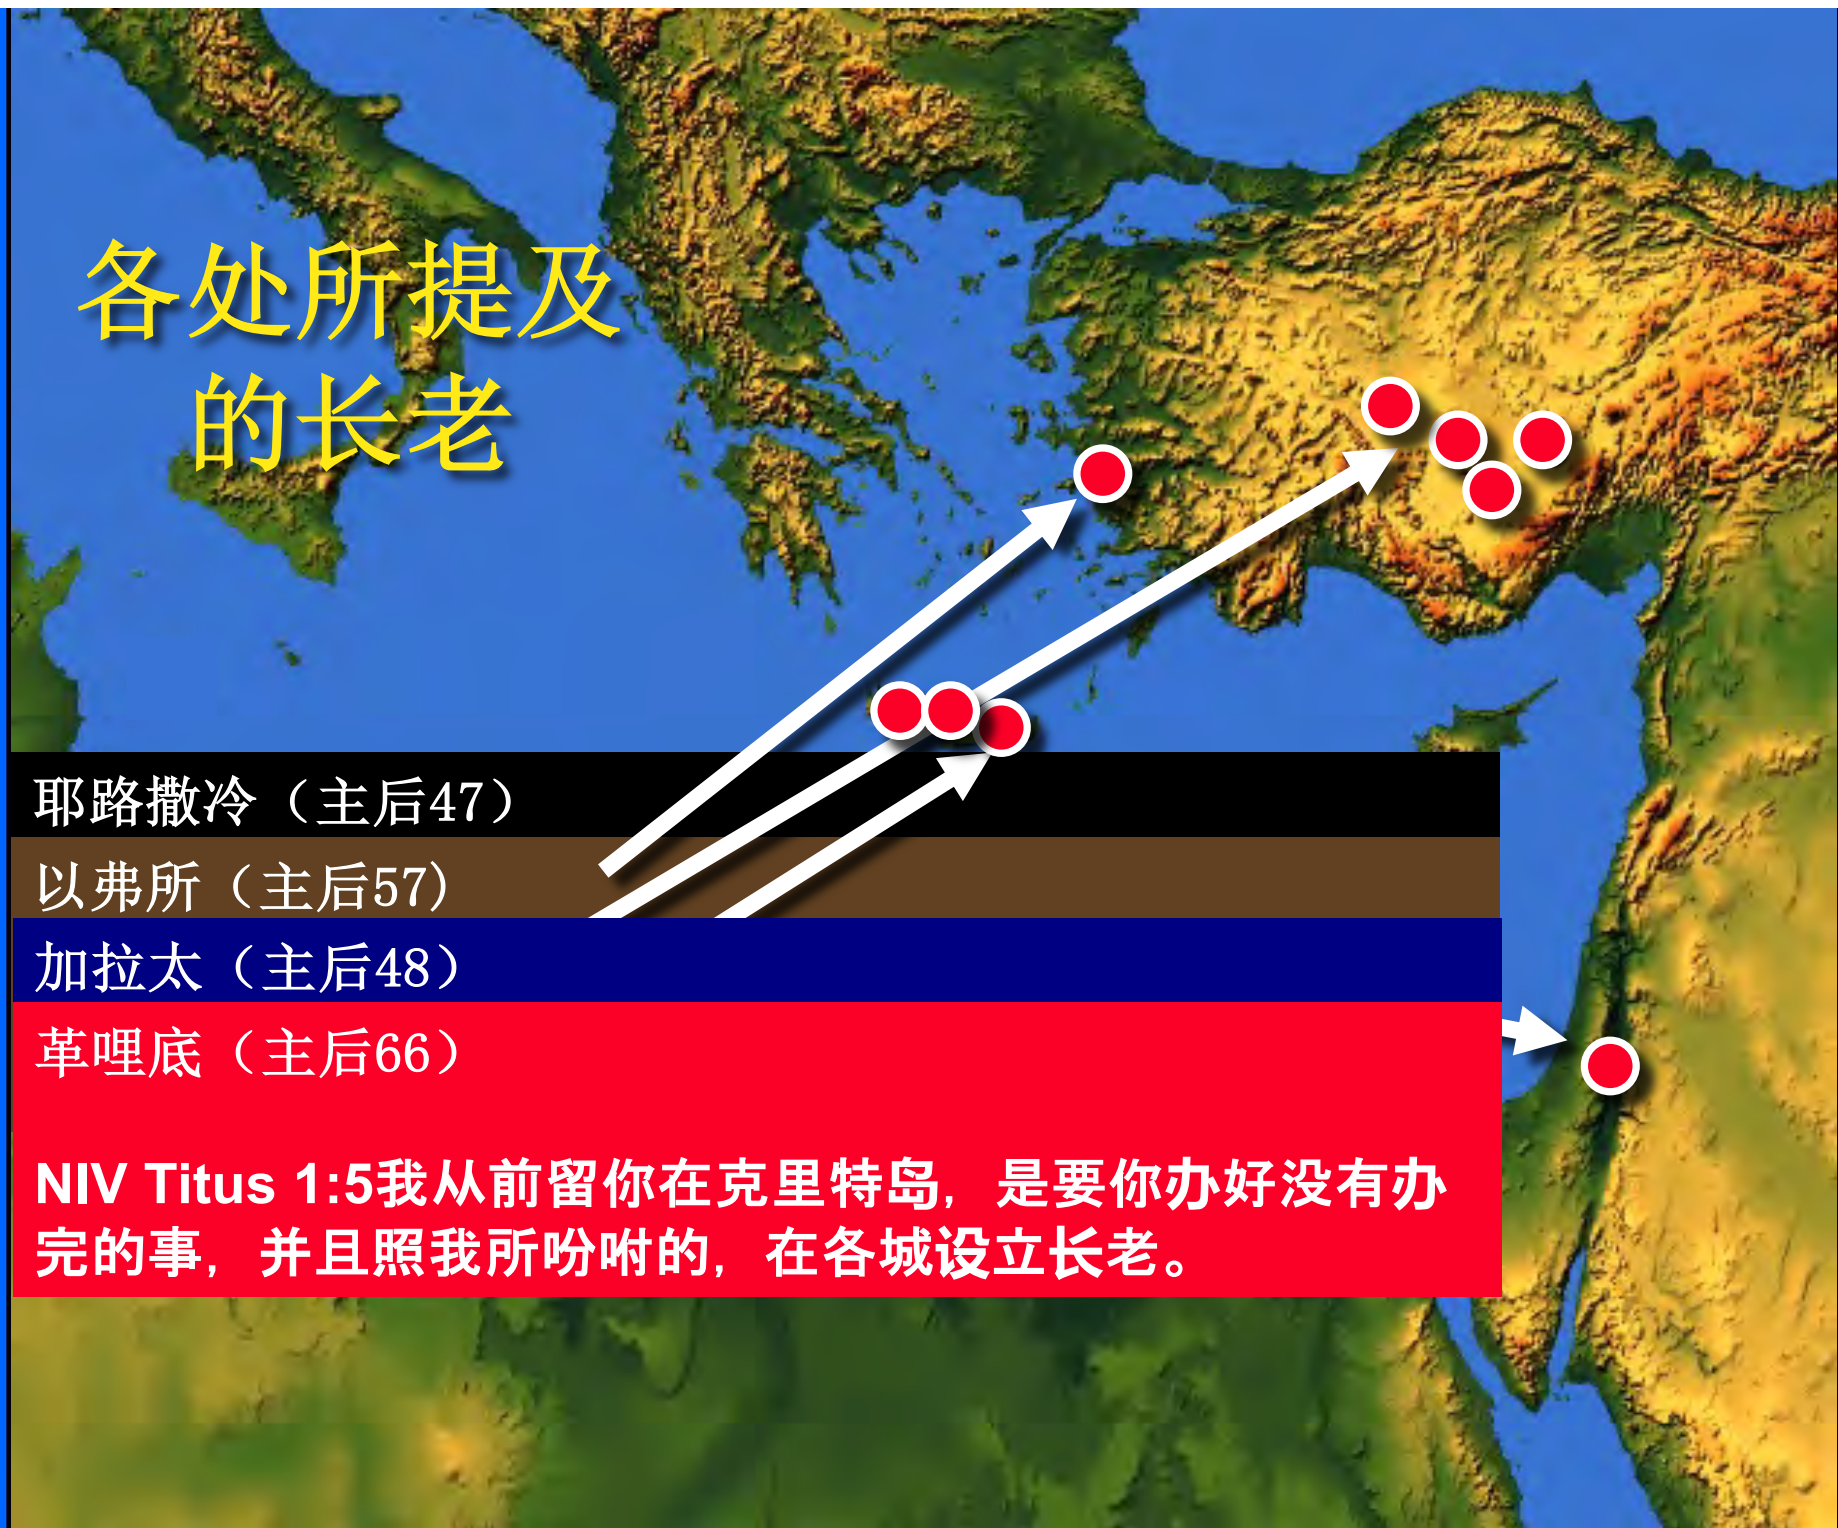 各处所提及
的长老
耶路撒冷（主后47）
以弗所（主后57)
加拉太（主后48）
革哩底（主后66）
NIV Titus 1:5我从前留你在克里特岛，是要你办好没有办
完的事，并且照我所吩咐的，在各城设立长老。